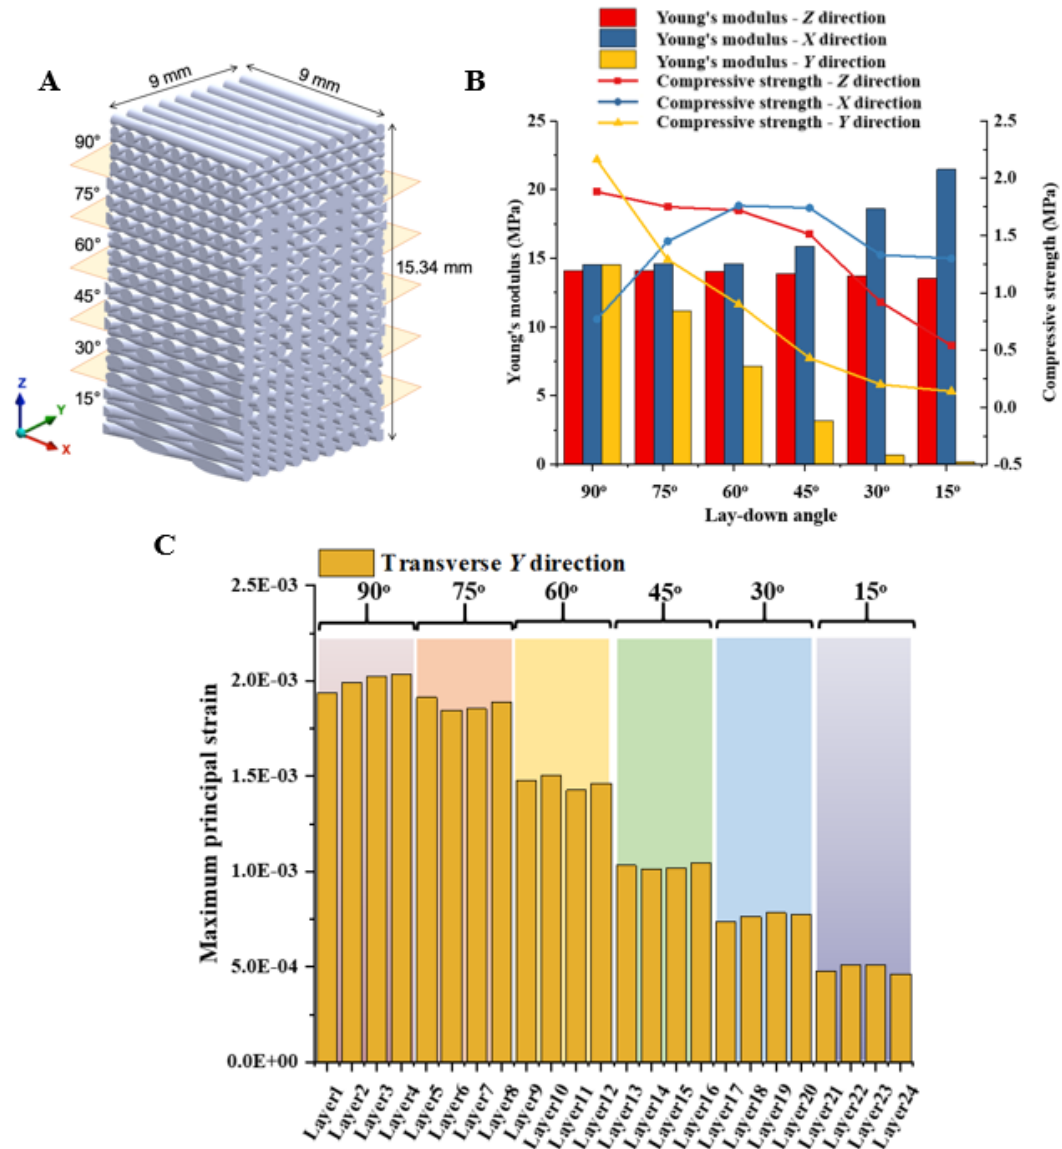 A
9 mm
9 mm
90°
75°
60°
45°
30°
15°
15.34 mm
Z
Y
X
B
Young's modulus - Z direction
Young's modulus - X direction
Young's modulus - Y direction
Compressive strength - Z direction
Compressive strength - X direction
Compressive strength - Y direction
Young's modulus (MPa)
25
20
15
10
5
0
2.5
2.0
1.5
1.0
0.5
0.0
-0.5
Compressive strength (MPa)
90° 75° 60° 45° 30° 15°
Lay-down angle
C
Transverse Y direction
90° 75° 60° 45° 30° 15°
Maximum principal strain
2.5E-03
2.0E-03
1.5E-03
1.0E-03
5.0E-04
0.0E+00
Layer1
Layer2
Layer3
Layer4
Layer5
Layer6
Layer7
Layer8
Layer9
Layer10
Layer11
Layer12
Layer13
Layer14
Layer15
Layer16
Layer17
Layer18
Layer19
Layer20
Layer21
Layer22
Layer23
Layer24